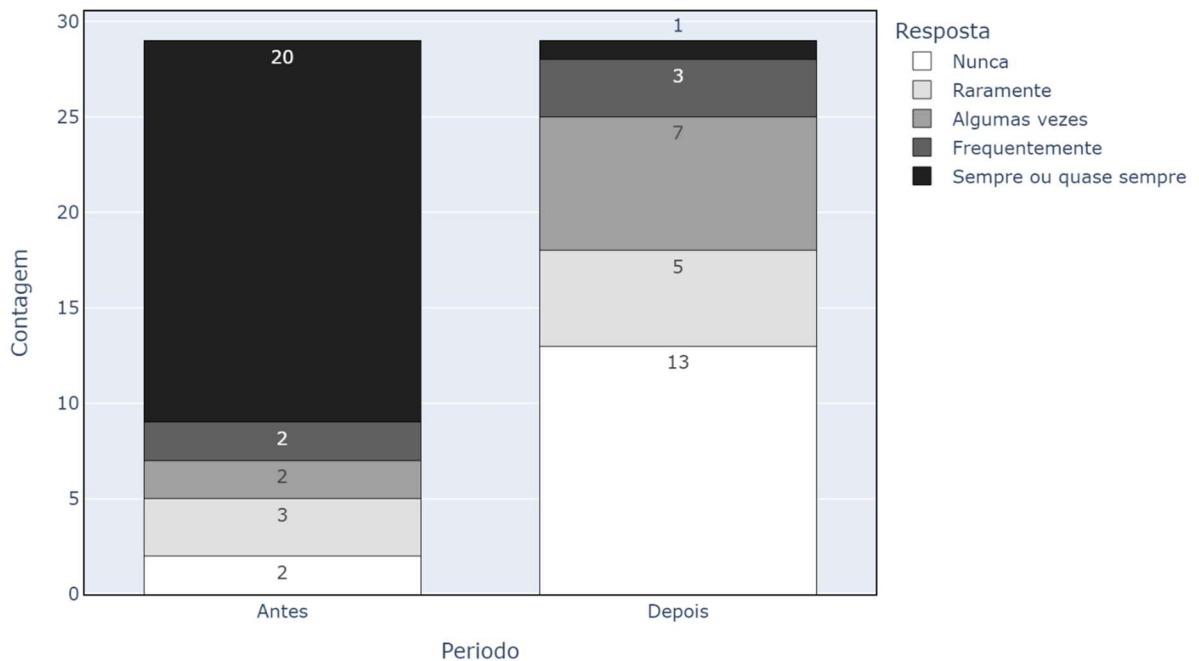 30
25
20
15
10
5
0
Contagem
20
2
2
3
2
1
3
7
5
13
Antes
Depois
Periodo
Resposta
Nunca
Raramente
Algumas vezes
Frequentemente
Sempre ou quase sempre